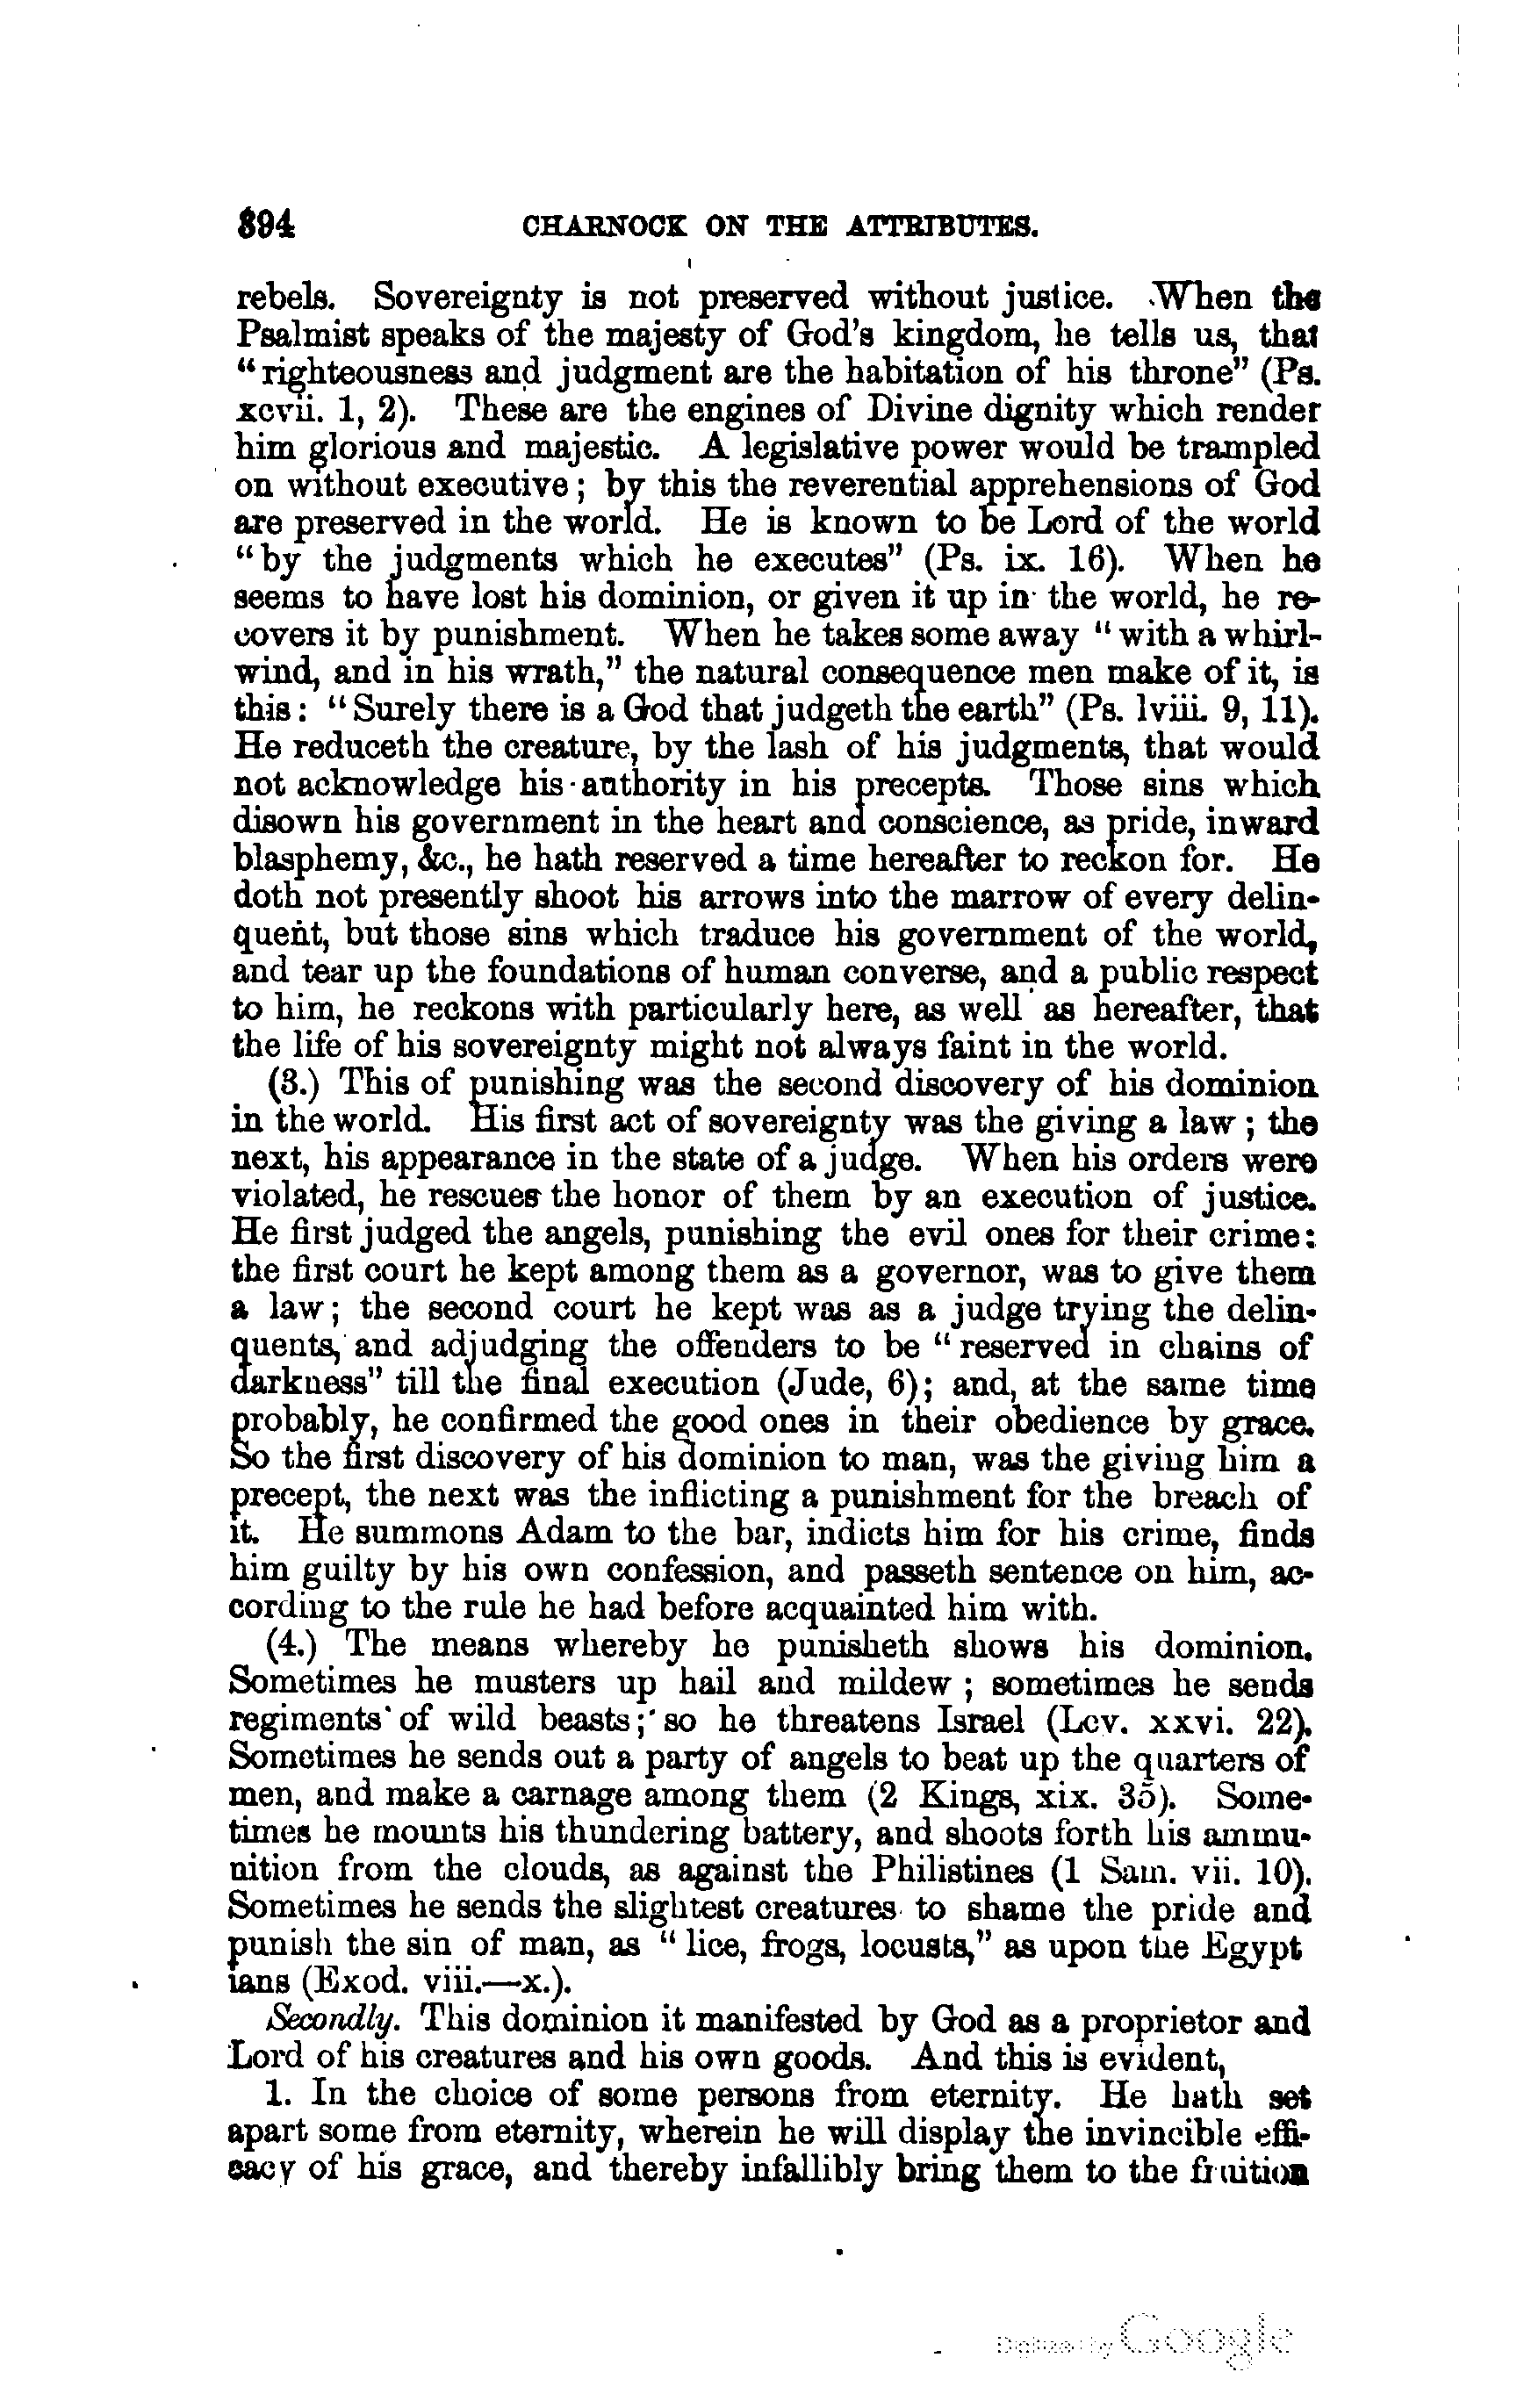 394 CHARNOCK ON THE ATTRIBUTES.
rebels. Sovereignty is not preserved without justice. When the
Psalmist speaks of the majesty of God's kingdom, he tells us, that
"righteousness and judgment are the habitation of his throne" (Ps.
xcvii. 1, 2). These are the engines of Divine dignity which render
him glorious and majestic. A legislative power would be trampled
on without executive; by this the reverential apprehensions of God
are preserved in the world. He is known to be Lord of the world
"by the judgments which he executes" (Ps. ix. 16). When he
seems to have lost his dominion, or given it up in the world, he re-
covers it by punishment. When he takes some away "with a whirl-
wind, and in his wrath," the natural consequence men make of it, is
this: "Surely there is a God that judgeth the earth" (Ps. lviii. 9, 11).
He reduceth the creature, by the lash of his judgments, that would
not acknowledge his authority in his precepts. Those sins which
disown his government in the heart and conscience, as pride, inward
blasphemy, &c., he hath reserved a time hereafter to reckon for. He
doth not presently shoot his arrows into the marrow of every delin-
quent, but those sins which traduce his government of the world,
and tear up the foundations of human converse, and a public respect
to him, he reckons with particularly here, as well as hereafter, that
the life of his sovereignty might not always faint in the world.
(3.) This of punishing was the second discovery of his dominion
in the world. His first act of sovereignty was the giving a law; the
next, his appearance in the state of a judge. When his orders were
violated, he rescues the honor of them by an execution of justice.
He first judged the angels, punishing the evil ones for their crime:
the first court he kept among them as a governor, was to give them
a law; the second court he kept was as a judge trying the delin-
quents, and adjudging the offenders to be "reserved in chains of
darkness" till the final execution (Jude, 6); and, at the same time
probably, he confirmed the good ones in their obedience by grace.
So the first discovery of his dominion to man, was the giving him a
precept, the next was the inflicting a punishment for the breach of
it. He summons Adam to the bar, indicts him for his crime, finds
him guilty by his own confession, and passeth sentence on him, ac-
cording to the rule he had before acquainted him with.
(4.) The means whereby he punisheth shows his dominion.
Sometimes he musters up hail and mildew; sometimes he sends
regiments of wild beasts; so he threatens Israel (Lev. xxvi. 22).
Sometimes he sends out a party of angels to beat up the quarters of
men, and make a carnage among them (2 Kings, xix. 35). Some-
times he mounts his thundering battery, and shoots forth his ammu-
nition from the clouds, as against the Philistines (1 Sam. vii. 10).
Sometimes he sends the slightest creatures to shame the pride and
punish the sin of man, as "lice, frogs, locusts," as upon the Egypt
ians (Exod. viii.—x.).
Secondly. This dominion it manifested by God as a proprietor and
Lord of his creatures and his own goods. And this is evident,
1. In the choice of some persons from eternity. He hath set
apart some from eternity, wherein he will display the invincible effi-
cacy of his grace, and thereby infallibly bring them to the fruition
Digitized by Google